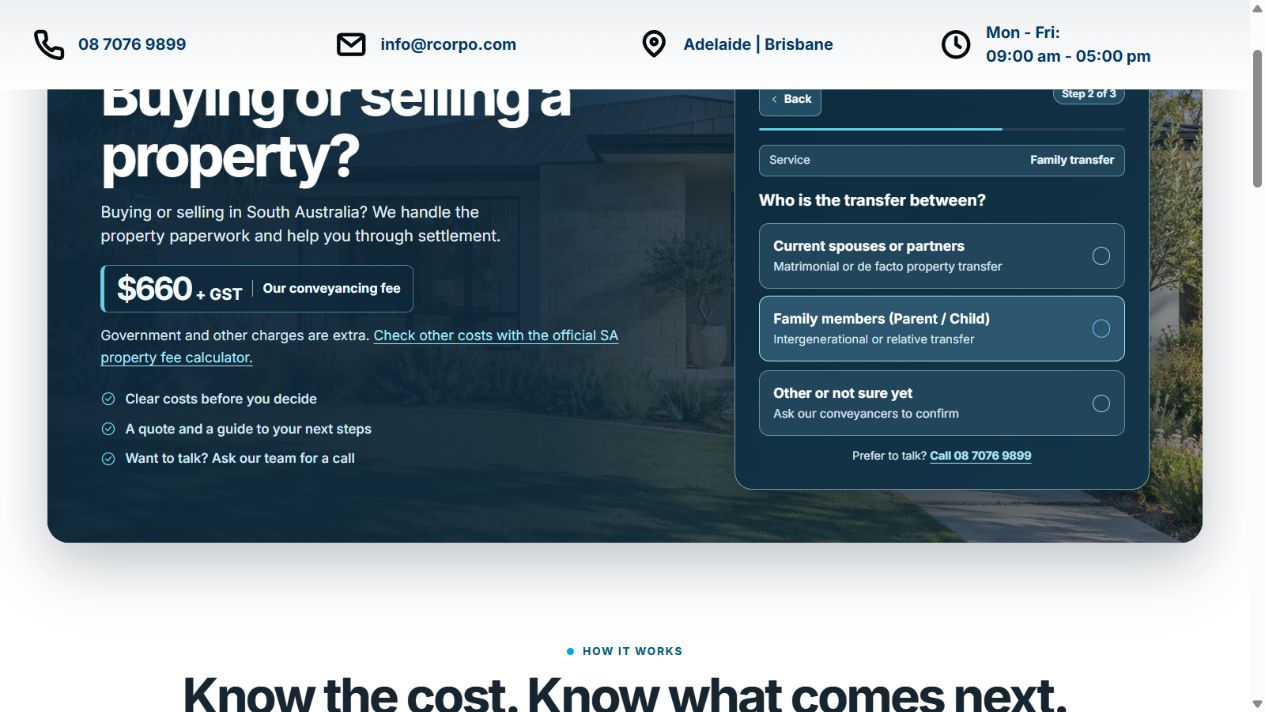 08 7076 9899
info@rcorpo.com
Adelaide | Brisbane
Mon - Fri:
09:00 am - 05:00 pm
Buying or selling a
property?
Buying or selling in South Australia? We handle the
property paperwork and help you through settlement.
$660 + GST | Our conveyancing fee
Government and other charges are extra. Check other costs with the official SA
property fee calculator.
Clear costs before you decide
A quote and a guide to your next steps
Want to talk? Ask our team for a call
Back
Step 2 of 3
Service Family transfer
Who is the transfer between?
Current spouses or partners
Matrimonial or de facto property transfer
Family members (Parent / Child)
Intergenerational or relative transfer
Other or not sure yet
Ask our conveyancers to confirm
Prefer to talk? Call 08 7076 9899
HOW IT WORKS
Know the cost. Know what comes next.